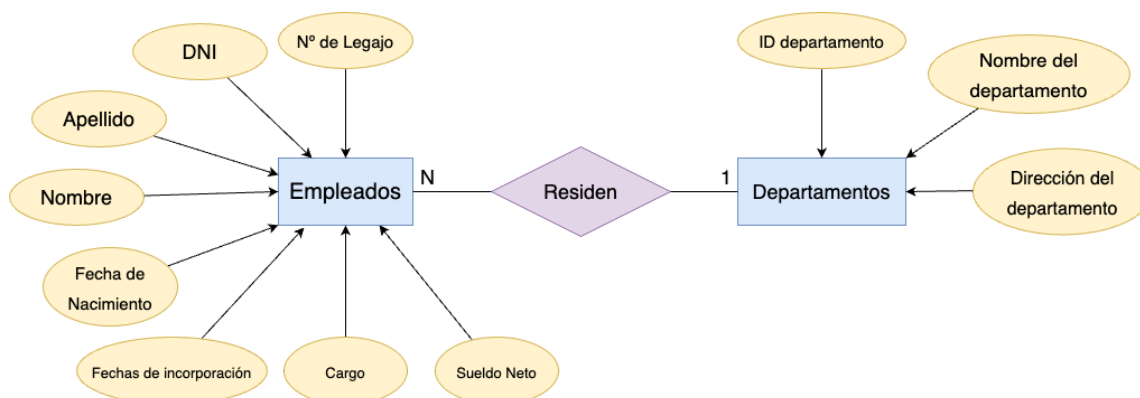 Nº de Legajo
DNI
Apellido
Nombre
Fecha de
Nacimiento
Fechas de incorporación
Cargo
Sueldo Neto
Empleados
N
Residen
1
Departamentos
ID departamento
Nombre del
departamento
Dirección del
departamento